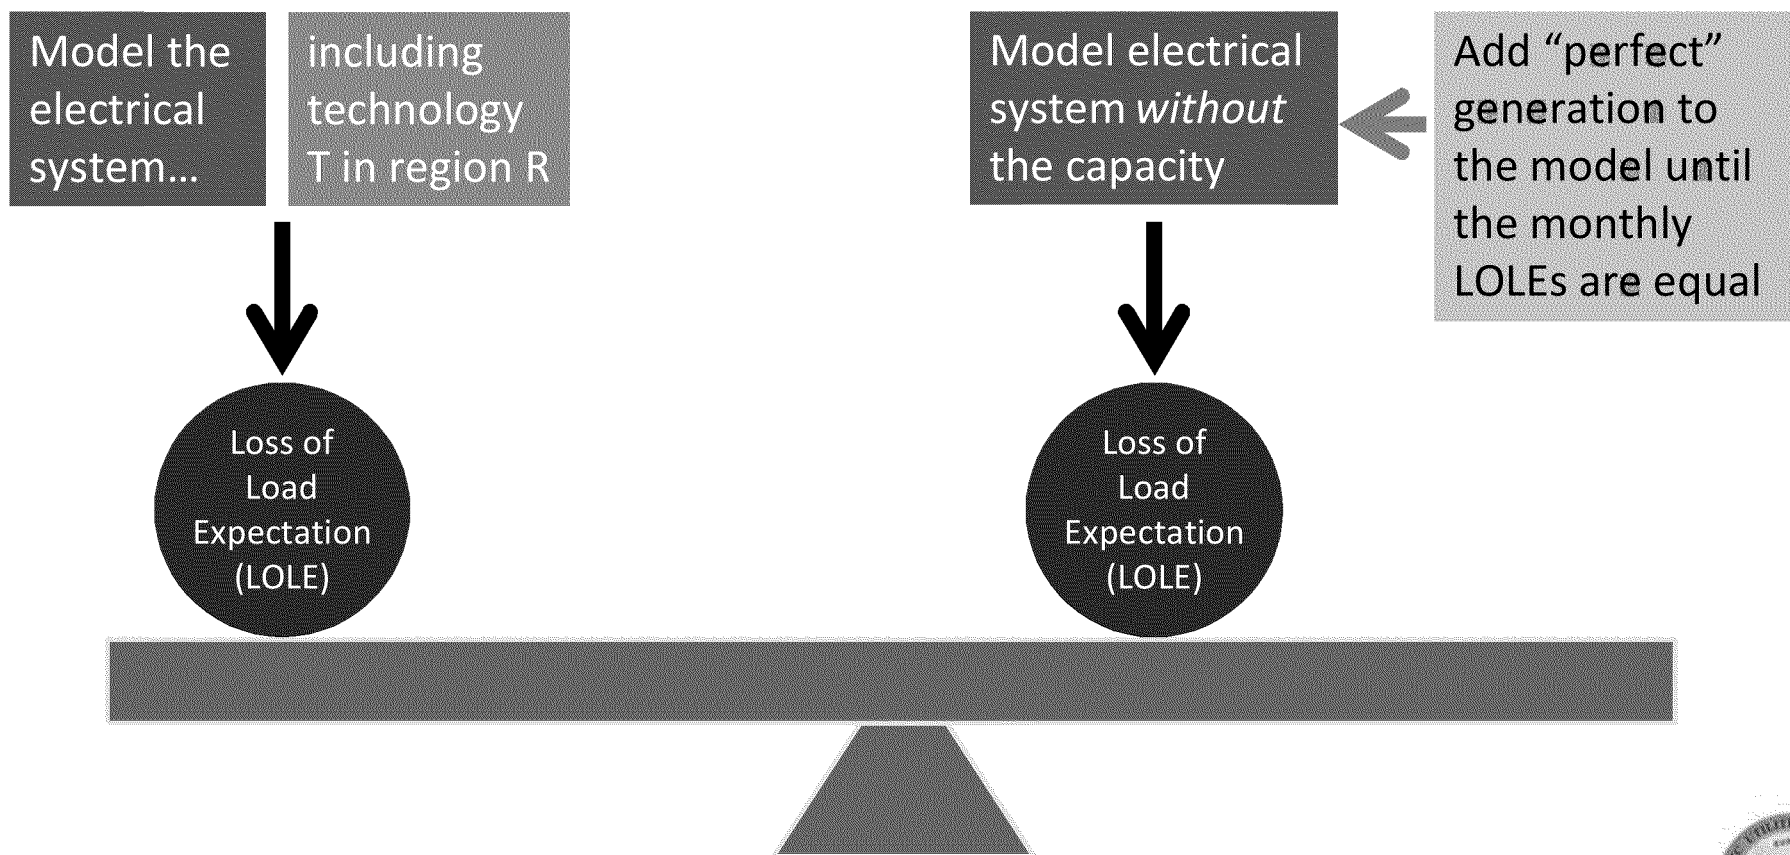 Model the
electrical
system...
including
technology
T in region R
Model electrical
system without
the capacity
Add “perfect”
generation to
the model until
the monthly
LOLEs are equal
Loss of
Load
Expectation
(LOLE)
Loss of
Load
Expectation
(LOLE)